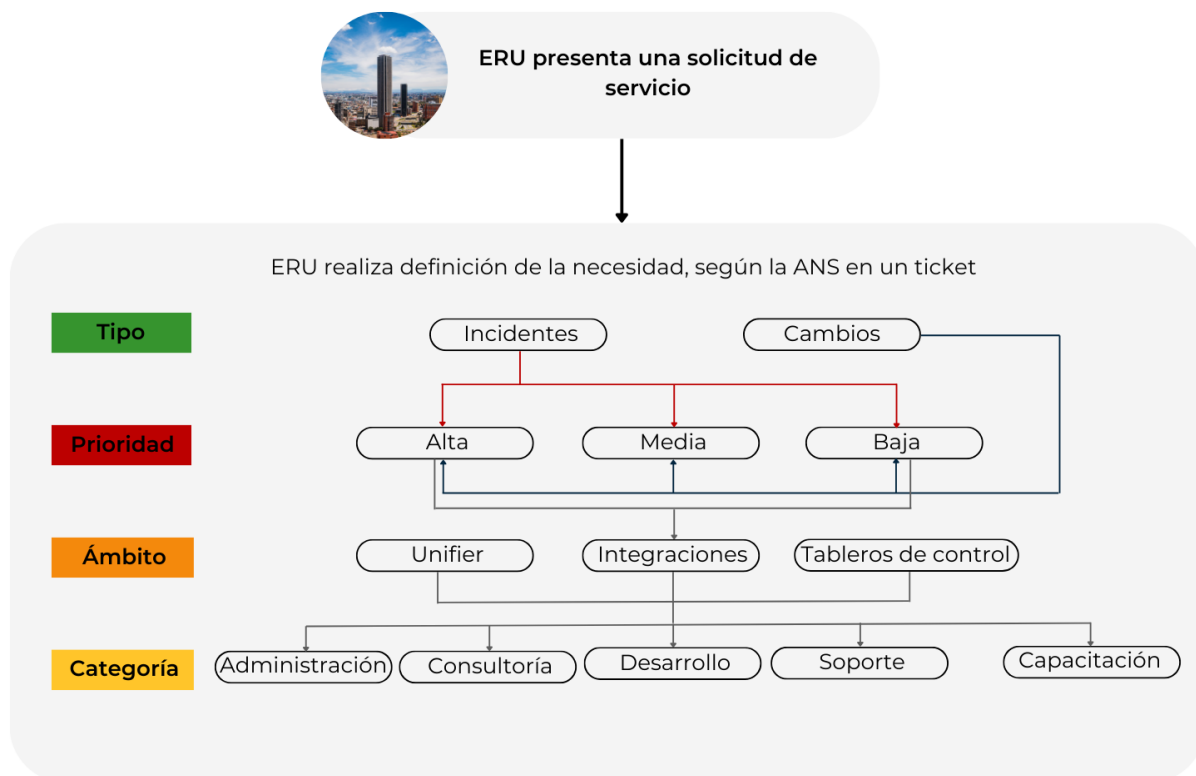 ERU presenta una solicitud de
servicio
ERU realiza definición de la necesidad, según la ANS en un ticket
Tipo
Incidentes
Cambios
Prioridad
Alta
Media
Baja
Ámbito
Unifier
Integraciones
Tableros de control
Categoría
Administración
Consultoría
Desarrollo
Soporte
Capacitación